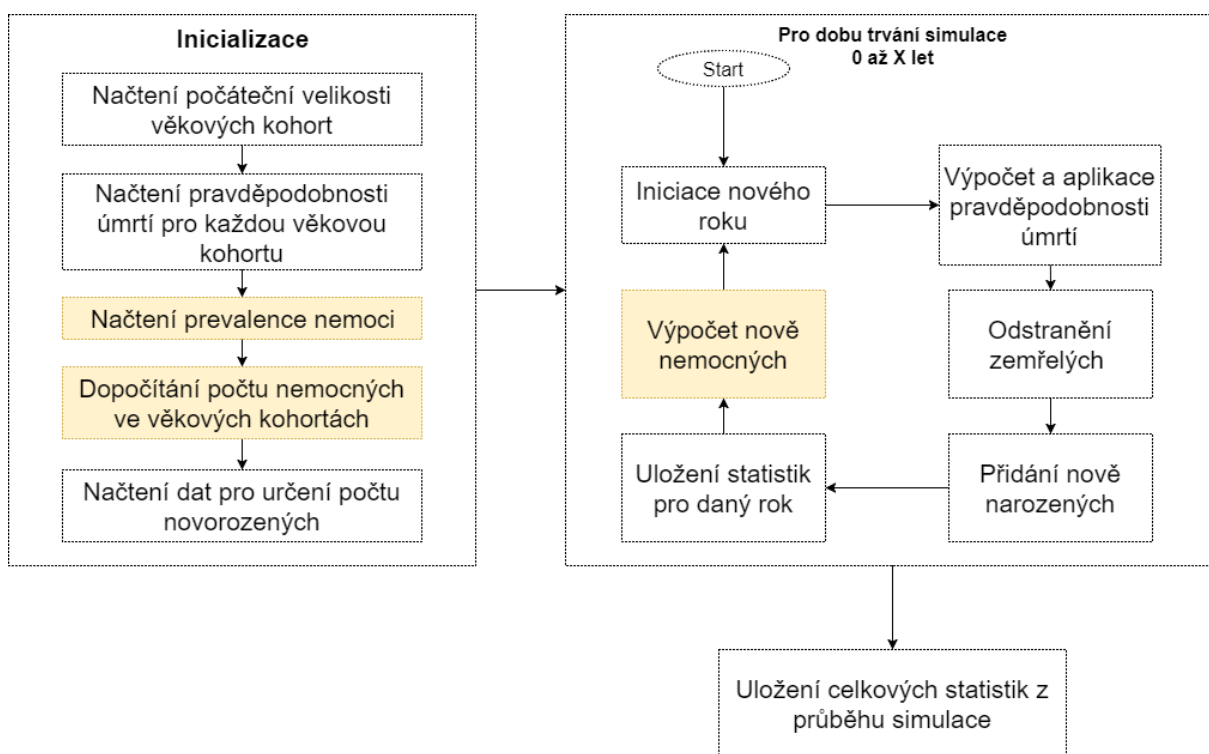 Inicializace
Načtení počáteční velikosti
věkových kohort
Načtení pravděpodobnosti
úmrtí pro každou věkovou
kohortu
Načtení prevalence nemoci
Dopočítání počtu nemocných
ve věkových kohortách
Načtení dat pro určení počtu
novorozených
Pro dobu trvání simulace
0 až X let
Start
Iniciace nového
roku
Výpočet a aplikace
pravděpodobnosti
úmrtí
Odstranění
zemřelých
Přidání nově
narozených
Uložení statistik
pro daný rok
Výpočet nově
nemocných
Uložení celkových statistik z
průběhu simulace